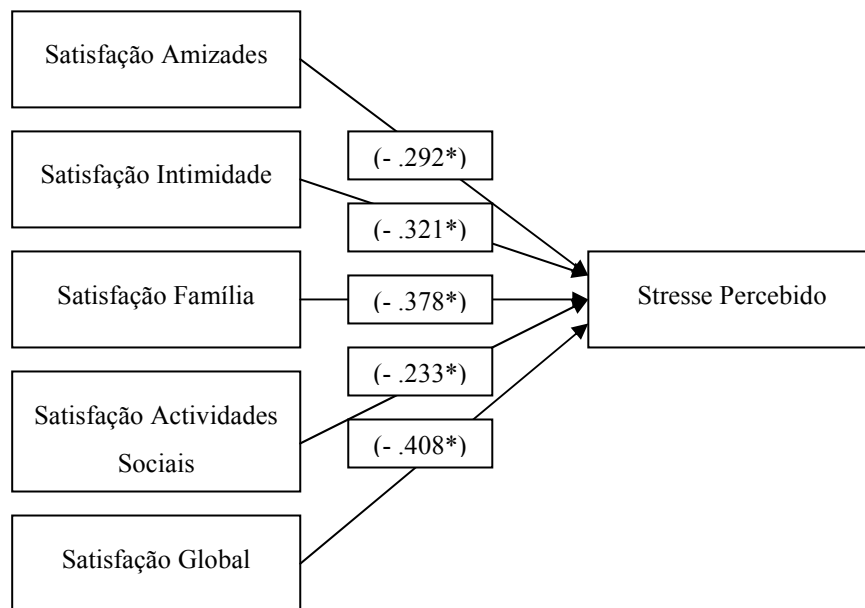 Satisfação Amizades
(- .292*)
Satisfação Intimidade
(- .321*)
Satisfação Família
(- .378*)
Stresse Percebido
(- .233*)
Satisfação Actividades
Sociais
(- .408*)
Satisfação Global